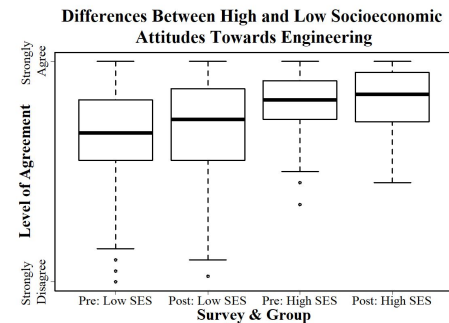 Differences Between High and Low Socioeconomic
Attitudes Towards Engineering
Strongly
Agree
Level of Agreement
Strongly
Disagree
Pre: Low SES Post: Low SES Pre: High SES Post: High SES
Survey & Group